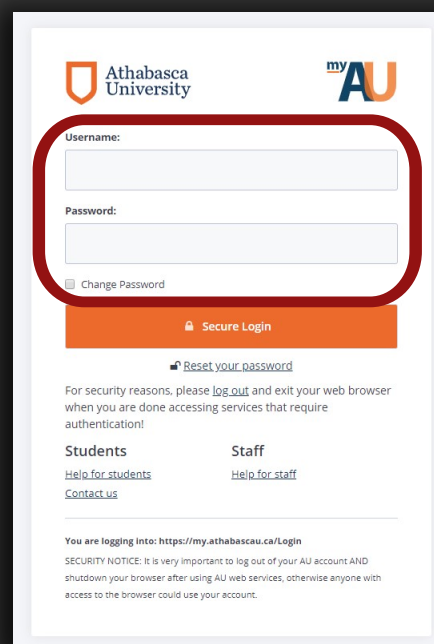 Athabasca
University
my
AU
Username:
Password:
Change Password
Secure Login
Reset your password
For security reasons, please log out and exit your web browser
when you are done accessing services that require
authentication!
Students Staff
Help for students Help for staff
Contact us
You are logging into: https://my.athabascau.ca/Login
SECURITY NOTICE: It is very important to log out of your AU account AND
shutdown your browser after using AU web services, otherwise anyone with
access to the browser could use your account.